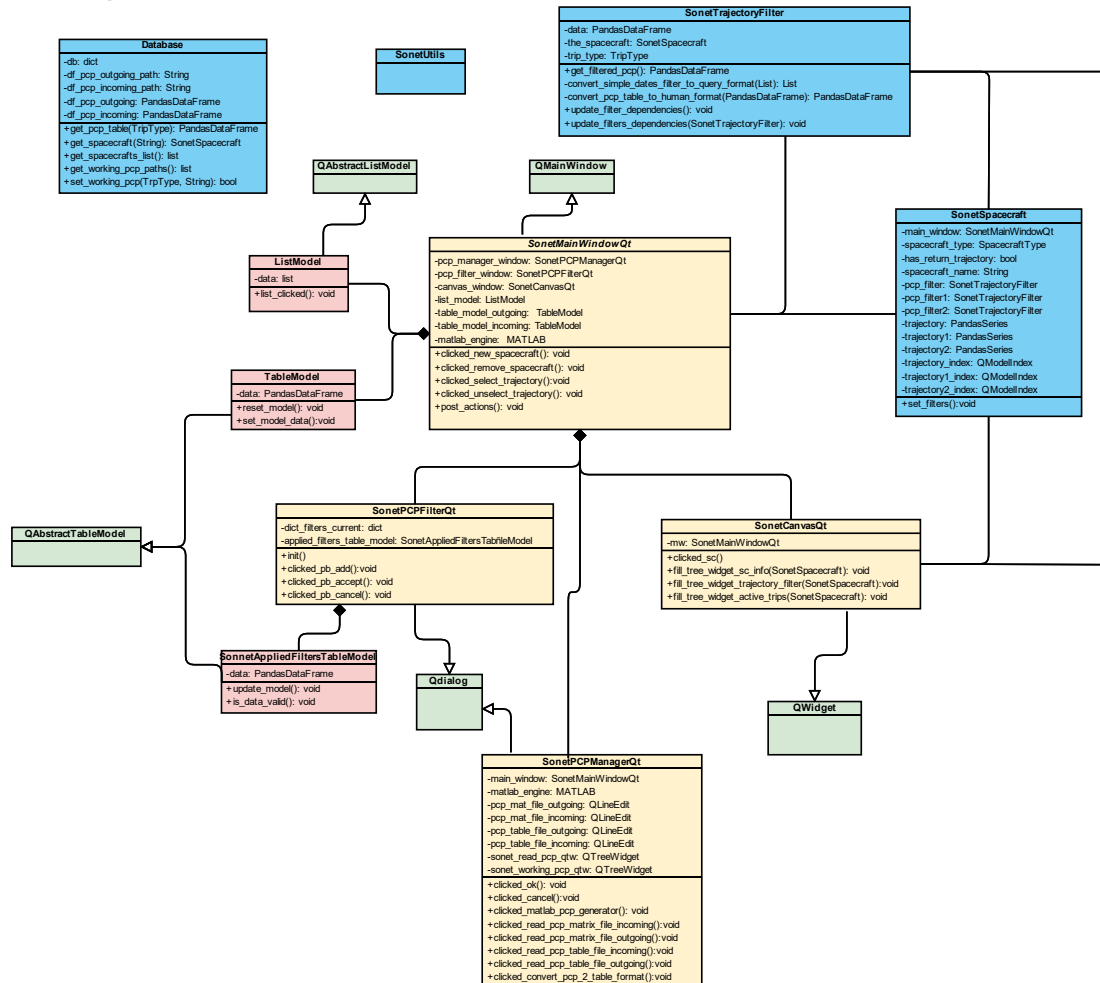 SonetTrajectoryFilter
-data: PandasDataFrame
-the_spacecraft: SonetSpacecraft
-trip_type: TripType
+get_filtered_pcp(): PandasDataFrame
-convert_simple_dates_filter_to_query_format(List): List
-convert_pcp_table_to_human_format(PandasDataFrame): PandasDataFrame
+update_filter_dependencies(): void
+update_filters_dependencies(SonetTrajectoryFilter): void
Database
-db: dict
-df_pcp_outgoing_path: String
-df_pcp_incoming_path: String
-df_pcp_outgoing: PandasDataFrame
-df_pcp_incoming: PandasDataFrame
+get_pcp_table(TripType): PandasDataFrame
+get_spacecraft(String): SonetSpacecraft
+get_spacecrafts_list(): list
+get_working_pcp_paths(): list
+set_working_pcp(TrpType, String): bool
SonetUtils
QAbstractListModel
QMainWindow
SonetSpacecraft
-main_window: SonetMainWindowQt
-spacecraft_type: SpacecraftType
-has_return_trajectory: bool
-spacecraft_name: String
-pcp_filter: SonetTrajectoryFilter
-pcp_filter1: SonetTrajectoryFilter
-pcp_filter2: SonetTrajectoryFilter
-trajectory: PandasSeries
-trajectory1: PandasSeries
-trajectory2: PandasSeries
-trajectory_index: QModelIndex
-trajectory1_index: QModelIndex
-trajectory2_index: QModelIndex
+set_filters():void
SonetMainWindowQt
-pcp_manager_window: SonetPCPManagerQt
-pcp_filter_window: SonetPCPFilterQt
-canvas_window: SonetCanvasQt
-list_model: ListModel
-table_model_outgoing: TableModel
-table_model_incoming: TableModel
-matlab_engine: MATLAB
+clicked_new_spacecraft(): void
+clicked_remove_spacecraft(): void
+clicked_select_trajectory():void
+clicked_unselect_trajectory(): void
+post_actions(): void
ListModel
-data: list
+list_clicked(): void
TableModel
-data: PandasDataFrame
+reset_model(): void
+set_model_data():void
QAbstractTableModel
SonetPCPFilterQt
-dict_filters_current: dict
-applied_filters_table_model: SonetAppliedFiltersTabñleModel
+init()
+clicked_pb_add():void
+clicked_pb_accept(): void
+clicked_pb_cancel(): void
SonetCanvasQt
-mw: SonetMainWindowQt
+clicked_sc()
+fill_tree_widget_sc_info(SonetSpacecraft): void
+fill_tree_widget_trajectory_filter(SonetSpacecraft):void
+fill_tree_widget_active_trips(SonetSpacecraft): void
SonnetAppliedFiltersTableModel
-data: PandasDataFrame
+update_model(): void
+is_data_valid(): void
Qdialog
QWidget
SonetPCPManagerQt
-main_window: SonetMainWindowQt
-matlab_engine: MATLAB
-pcp_mat_file_outgoing: QLineEdit
-pcp_mat_file_incoming: QLineEdit
-pcp_table_file_outgoing: QLineEdit
-pcp_table_file_incoming: QLineEdit
-sonet_read_pcp_qtw: QTreeWidget
-sonet_working_pcp_qtw: QTreeWidget
+clicked_ok(): void
+clicked_cancel():void
+clicked_matlab_pcp_generator(): void
+clicked_read_pcp_matrix_file_incoming():void
+clicked_read_pcp_matrix_file_outgoing():void
+clicked_read_pcp_table_file_incoming():void
+clicked_read_pcp_table_file_outgoing():void
+clicked_convert_pcp_2_table_format():void